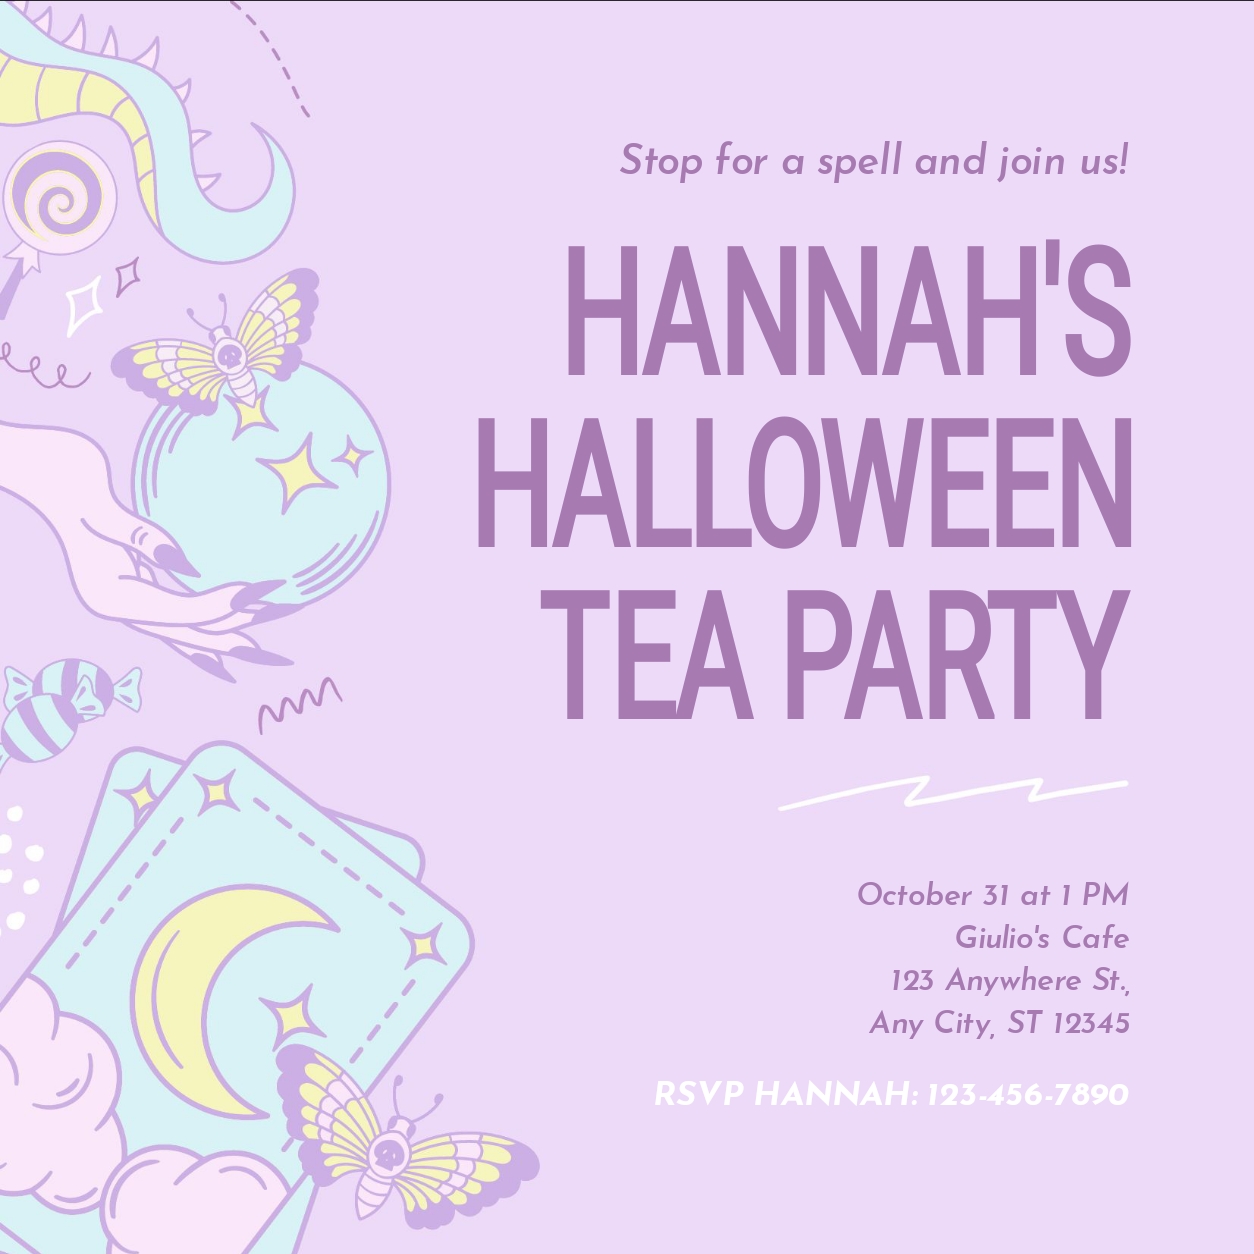 Stop for a spell and join us!
HANNAH'S
HALLOWEEN
TEA PARTY
October 31 at 1 PM
Giulio's Cafe
123 Anywhere St.,
Any City, ST 12345
RSVP HANNAH: 123-456-7890